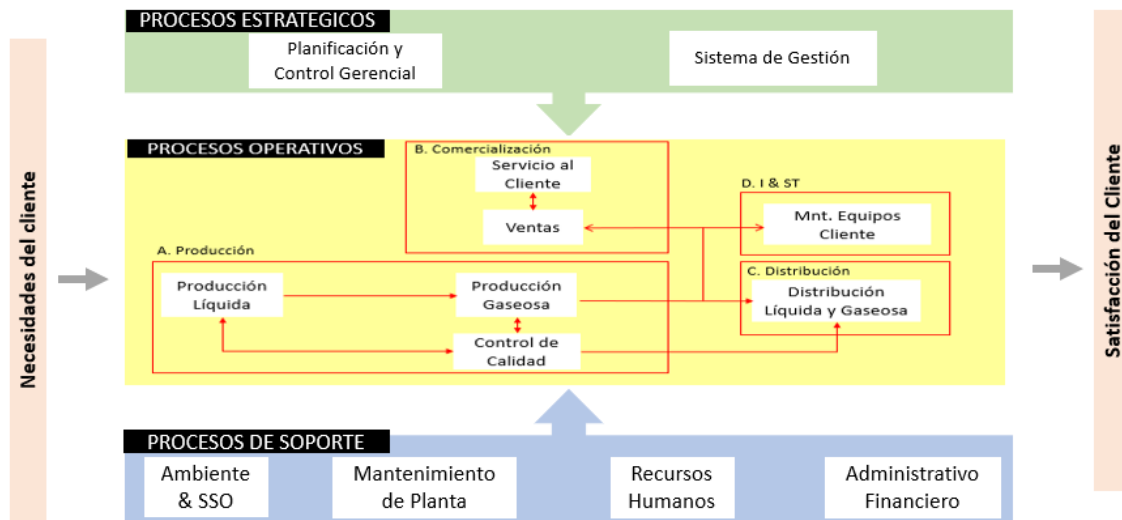 PROCESOS ESTRATEGICOS
Planificación y
Control Gerencial
Sistema de Gestión
Necesidades del cliente
PROCESOS OPERATIVOS
B. Comercialización
Servicio al
Cliente
Ventas
D. I & ST
Mnt. Equipos
Cliente
A. Producción
Producción
Líquida
Producción
Gaseosa
Control de
Calidad
C. Distribución
Distribución
Líquida y Gaseosa
Satisfacción del Cliente
PROCESOS DE SOPORTE
Ambiente
& SSO
Mantenimiento
de Planta
Recursos
Humanos
Administrativo
Financiero